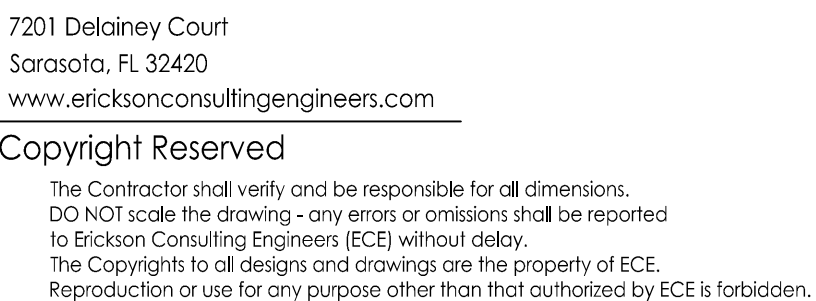 7201 Delainey Court
Sarasota, FL 32420
www.ericksonconsultingengineers.com
Copyright Reserved
The Contractor shall verify and be responsible for all dimensions.
DO NOT scale the drawing - any errors or omissions shall be reported
to Erickson Consulting Engineers (ECE) without delay.
The Copyrights to all designs and drawings are the property of ECE.
Reproduction or use for any purpose other than that authorized by ECE is forbidden.